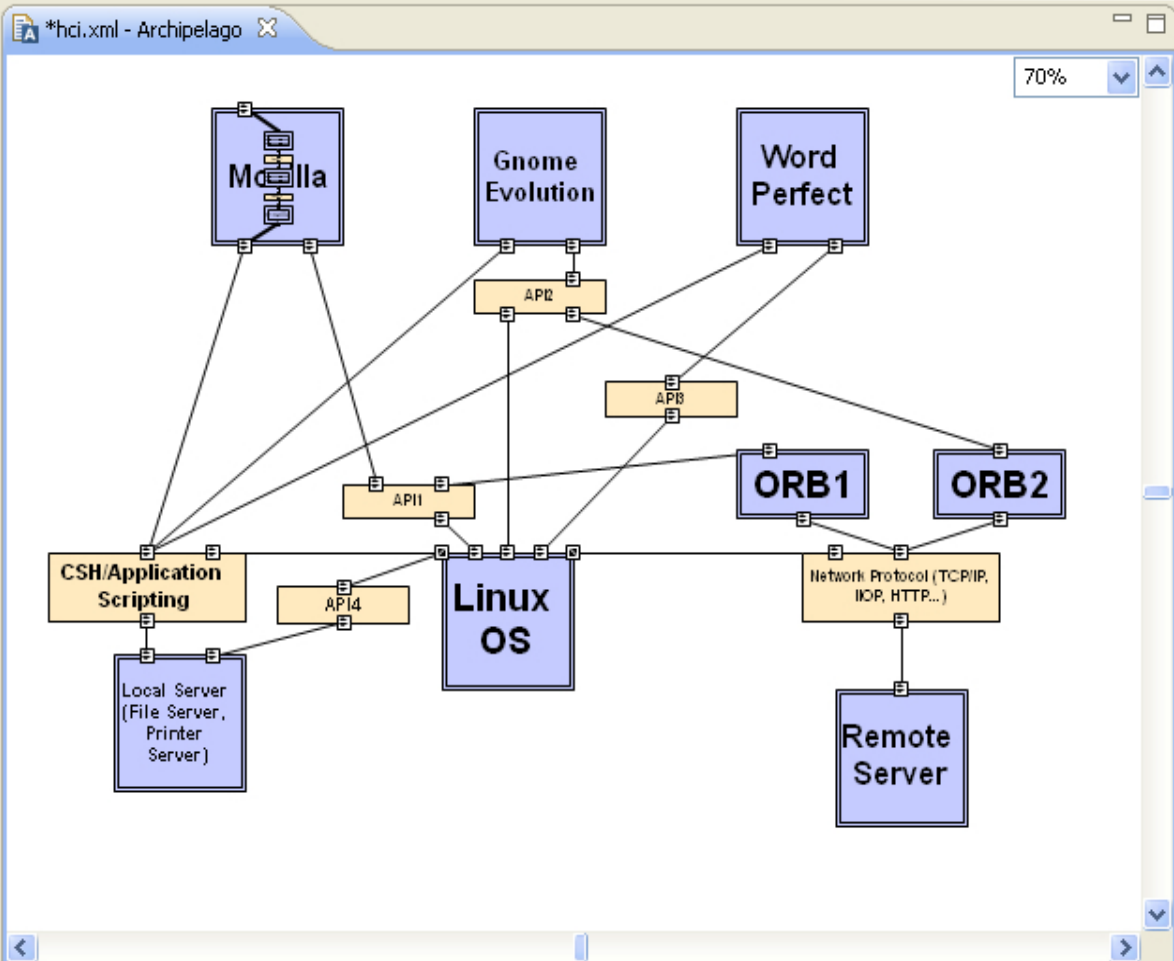 *hci.xml - Archipelago
70%
Mozilla
Gnome
Evolution
Word
Perfect
API2
API3
ORB1
ORB2
API1
CSH/Application
Scripting
API4
Linux
OS
Network Protocol (TCP/IP,
IIOP, HTTP...)
Local Server
(File Server,
Printer
Server)
Remote
Server